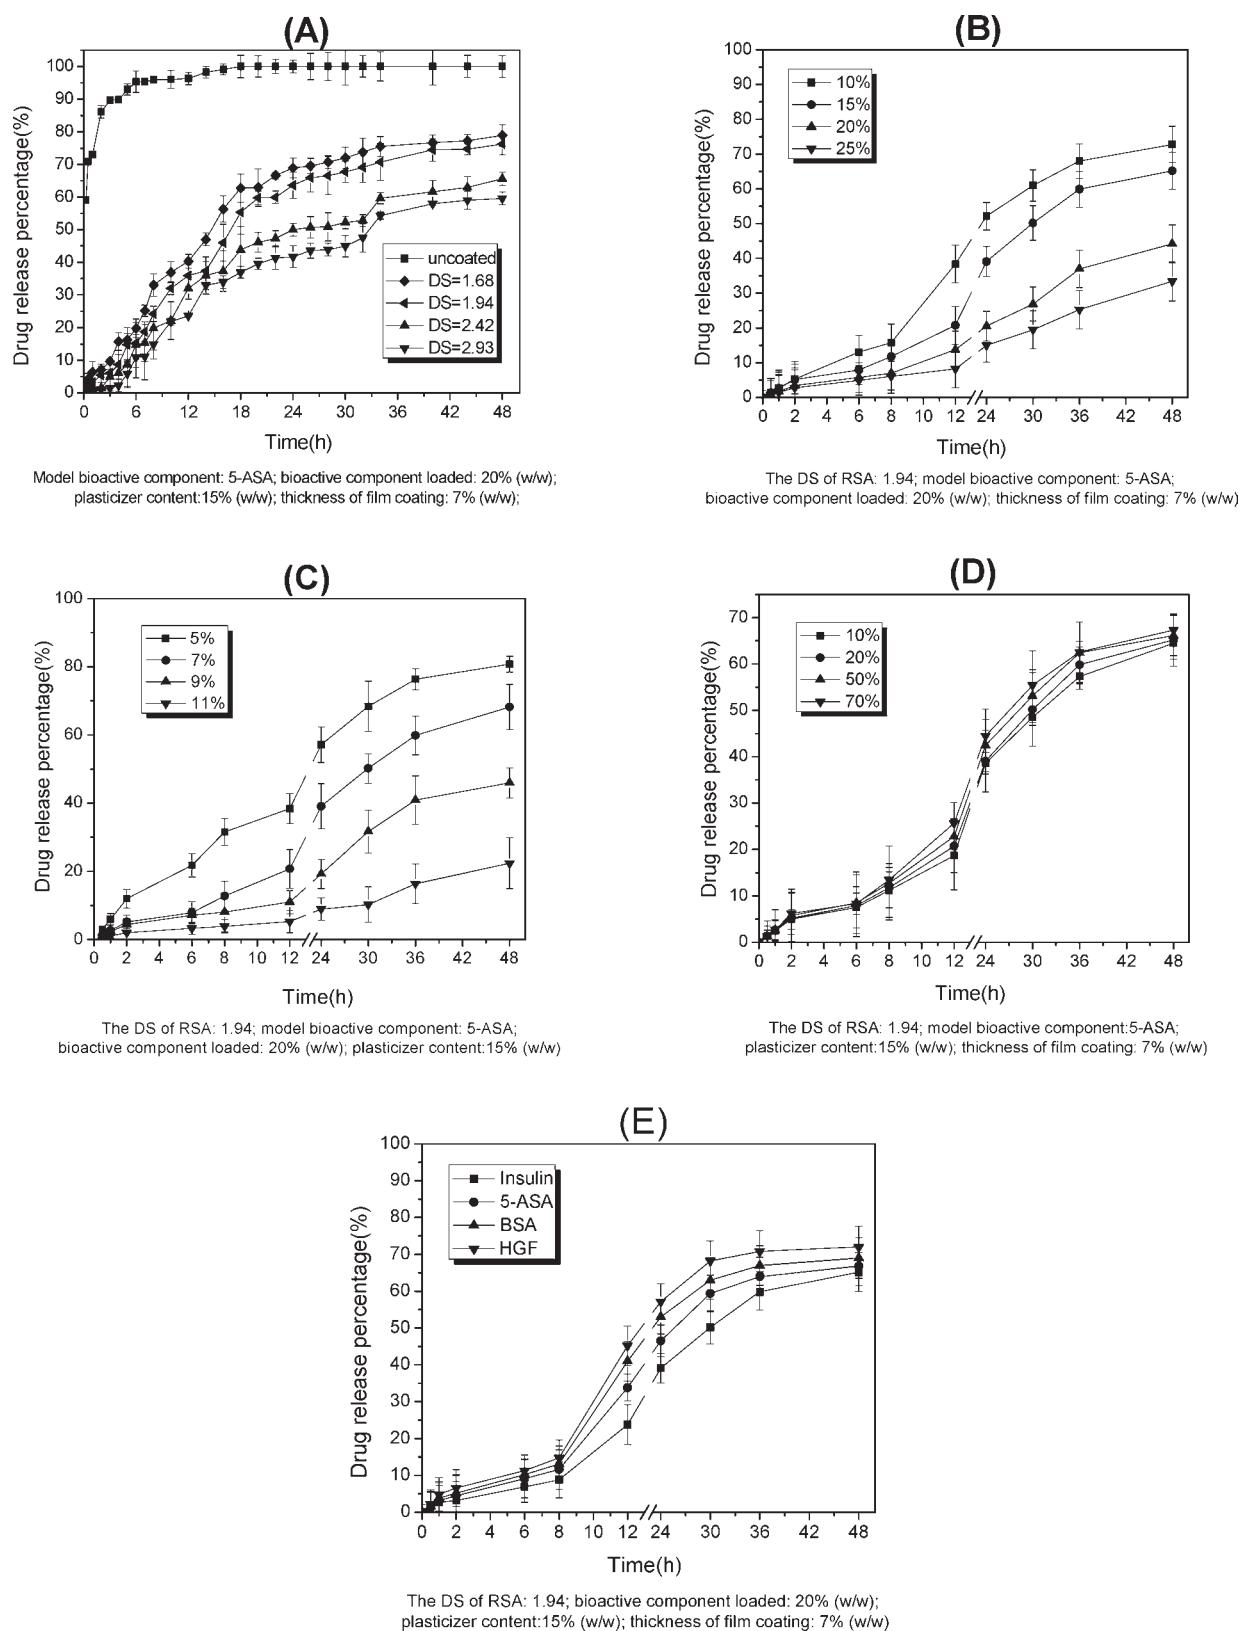 (A)
Drug release percentage(%)
100
90
80
70
60
50
40
30
20
10
0
uncoated
DS=1.68
DS=1.94
DS=2.42
DS=2.93
0 6 12 18 24 30 36 42 48
Time(h)
Model bioactive component: 5-ASA; bioactive component loaded: 20% (w/w);
plasticizer content:15% (w/w); thickness of film coating: 7% (w/w);
(B)
Drug release percentage(%)
100
90
80
70
60
50
40
30
20
10
0
10%
15%
20%
25%
0 2 4 6 8 10 12 24 30 36 42 48
Time(h)
The DS of RSA: 1.94; model bioactive component: 5-ASA;
bioactive component loaded: 20% (w/w); thickness of film coating: 7% (w/w)
(C)
Drug release percentage(%)
100
80
60
40
20
0
5%
7%
9%
11%
0 2 4 6 8 10 12 24 30 36 42 48
Time(h)
The DS of RSA: 1.94; model bioactive component: 5-ASA;
bioactive component loaded: 20% (w/w); plasticizer content:15% (w/w)
(D)
Drug release percentage(%)
70
60
50
40
30
20
10
0
10%
20%
50%
70%
0 2 4 6 8 10 12 24 30 36 42 48
Time(h)
The DS of RSA: 1.94; model bioactive component:5-ASA;
plasticizer content:15% (w/w); thickness of film coating: 7% (w/w)
(E)
Drug release percentage(%)
100
90
80
70
60
50
40
30
20
10
0
Insulin
5-ASA
BSA
HGF
0 2 4 6 8 10 12 24 30 36 42 48
Time(h)
The DS of RSA: 1.94; bioactive component loaded: 20% (w/w);
plasticizer content:15% (w/w); thickness of film coating: 7% (w/w)